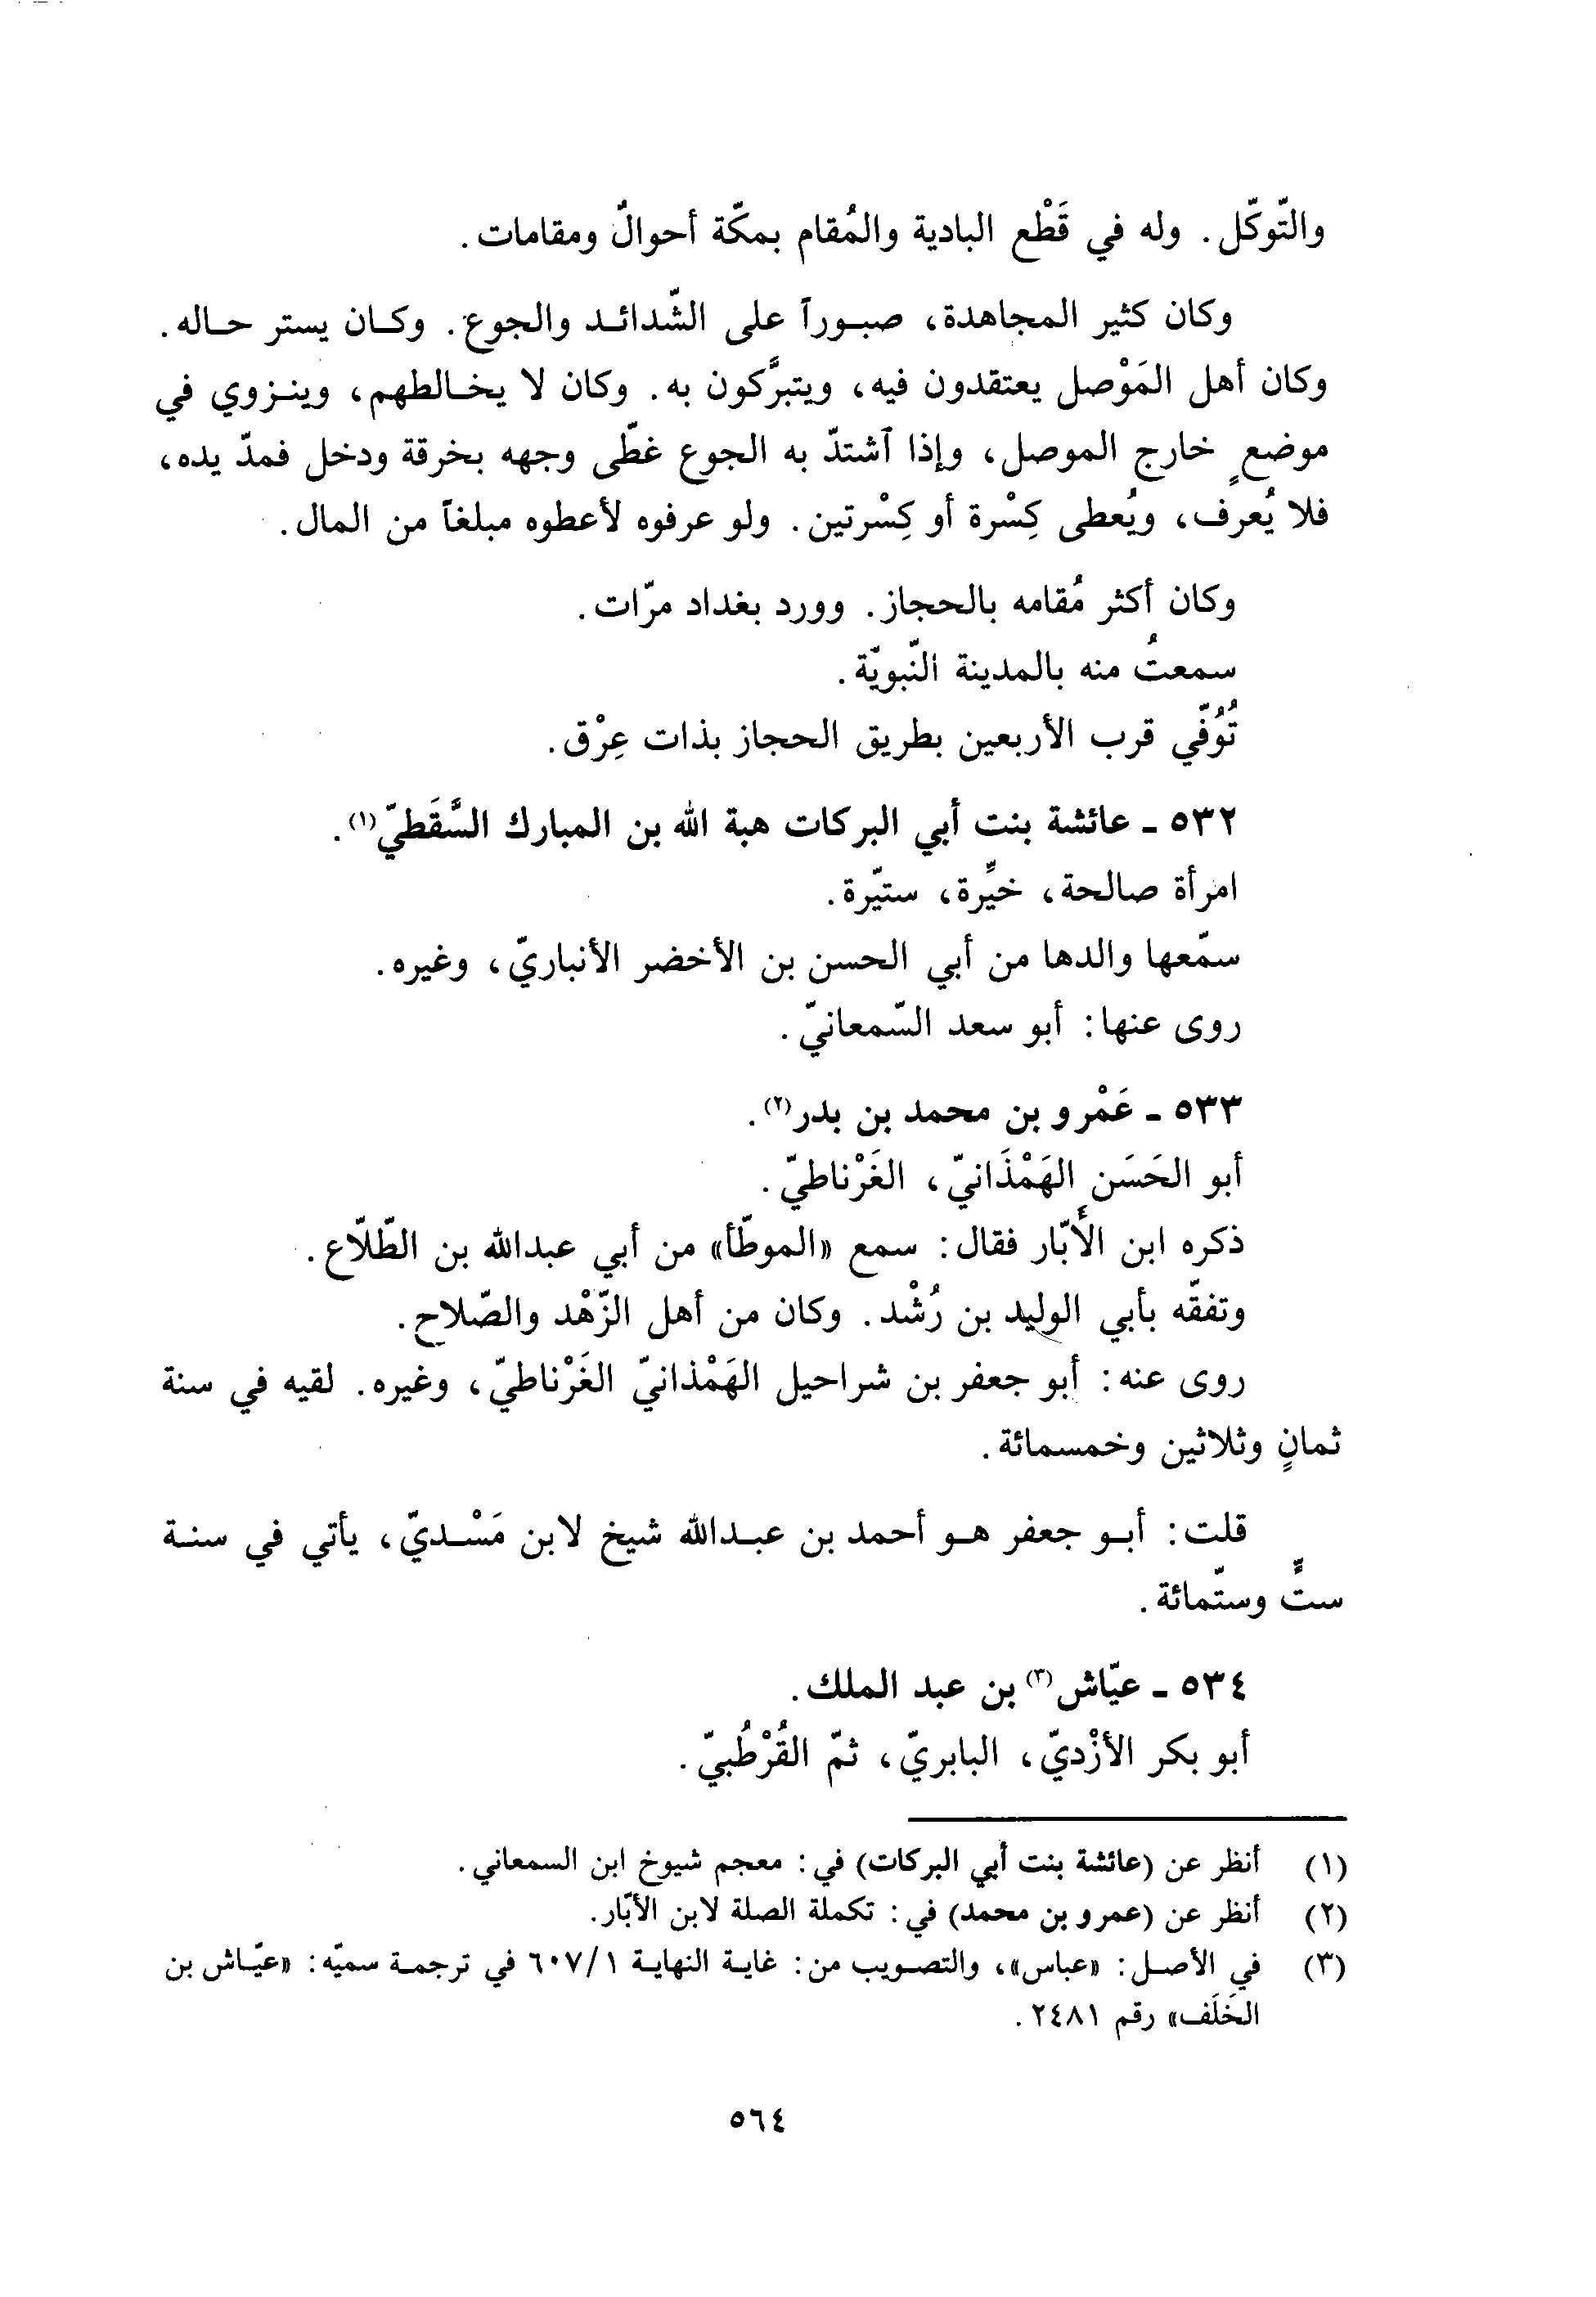 والتّوكّل. وله في قَطْع البادية والمُقام بمكّة أحوالٌ ومقامات.
وكان كثير المجاهدة، صبوراً على الشّدائد والجوع. وكان يستر حاله.
وكان أهل المَوْصل يعتقدون فيه، ويتبرَّكون به. وكان لا يخالطهم، وينزوي في
موضعٍ خارج الموصل، وإذا آشتدّ به الجوع غطّى وجهه بخرقة ودخل فمدّ يده،
فلا يُعرف، ويُعطى كِسْرة أو كِسْرتين. ولو عرفوه لأعطوه مبلغاً من المال.
وكان أكثر مُقامه بالحجاز. وورد بغداد مرّات.
سمعتُ منه بالمدينة النّبويّة.
تُوُفّي قرب الأربعين بطريق الحجاز بذات عِرْق.
٥٣٢ - عائشة بنت أبي البركات هبة الله بن المبارك السَّقَطيّ(١).
امرأة صالحة، خيِّرة، ستيّرة.
سمّعها والدها من أبي الحسن بن الأخضر الأنباريّ، وغيره.
روى عنها: أبو سعد السّمعانيّ.
٥٣٣ - عَمْرو بن محمد بن بدر(٢).
أبو الحَسَن الهَمْذَانيّ، الغَرْناطيّ.
ذكره ابن الأَبّار فقال: سمع «الموطّأ» من أبي عبدالله بن الطّلّاع.
وتفقّه بأبي الوليد بن رُشْد. وكان من أهل الزّهْد والصّلاح.
روى عنه: أبو جعفر بن شراحيل الهَمْذانيّ الغَرْناطيّ، وغيره. لقيه في سنة
ثمانٍ وثلاثين وخمسمائة.
قلت: أبو جعفر هو أحمد بن عبدالله شيخ لابن مَسْديّ، يأتي في سنة
ستٍّ وستّمائة.
٥٣٤ - عيّاش(٣) بن عبد الملك.
أبو بكر الأزْديّ، اليابريّ، ثمّ القُرْطُبيّ.
(١) أنظر عن (عائشة بنت أبي البركات) في: معجم شيوخ ابن السمعاني.
(٢) أنظر عن (عمرو بن محمد) في: تكملة الصلة لابن الأبّار.
(٣) في الأصل: «عباس»، والتصويب من: غاية النهاية ٦٠٧/١ في ترجمة سميّه: «عيّاش بن
الخَلَف» رقم ٢٤٨١.
٥٦٤